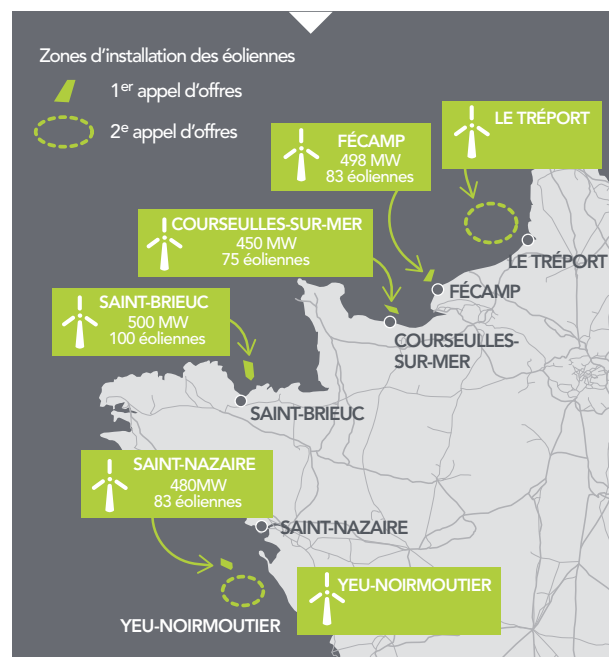 Zones d'installation des éoliennes
1er appel d'offres
2e appel d'offres
LE TRÉPORT
FÉCAMP
498 MW
83 éoliennes
COURSEULLES-SUR-MER
450 MW
75 éoliennes
LE TRÉPORT
FÉCAMP
SAINT-BRIEUC
500 MW
100 éoliennes
COURSEULLES-
SUR-MER
SAINT-BRIEUC
SAINT-NAZAIRE
480MW
83 éoliennes
SAINT-NAZAIRE
YEU-NOIRMOUTIER
YEU-NOIRMOUTIER